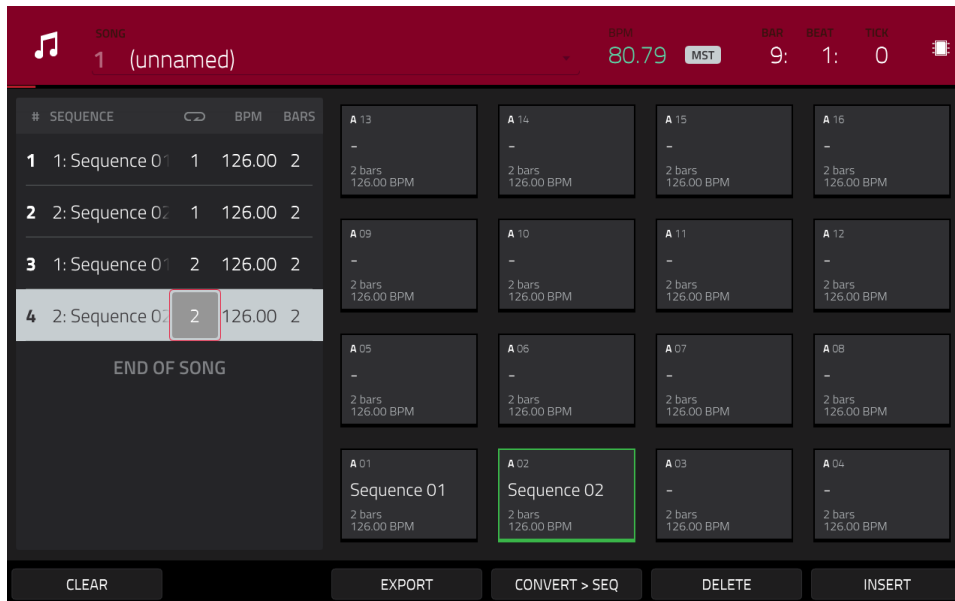 SONG BPM BAR BEAT TICK
1 (unnamed) 80.79 MST 9: 1: 0
# SEQUENCE BPM BARS
1 1: Sequence 01 1 126.00 2
2 2: Sequence 02 1 126.00 2
3 1: Sequence 01 2 126.00 2
4 2: Sequence 02 2 126.00 2
END OF SONG
A 13
-
2 bars
126.00 BPM
A 14
-
2 bars
126.00 BPM
A 15
-
2 bars
126.00 BPM
A 16
-
2 bars
126.00 BPM
A 09
-
2 bars
126.00 BPM
A 10
-
2 bars
126.00 BPM
A 11
-
2 bars
126.00 BPM
A 12
-
2 bars
126.00 BPM
A 05
-
2 bars
126.00 BPM
A 06
-
2 bars
126.00 BPM
A 07
-
2 bars
126.00 BPM
A 08
-
2 bars
126.00 BPM
A 01
Sequence 01
2 bars
126.00 BPM
A 02
Sequence 02
2 bars
126.00 BPM
A 03
-
2 bars
126.00 BPM
A 04
-
2 bars
126.00 BPM
CLEAR EXPORT CONVERT > SEQ DELETE INSERT